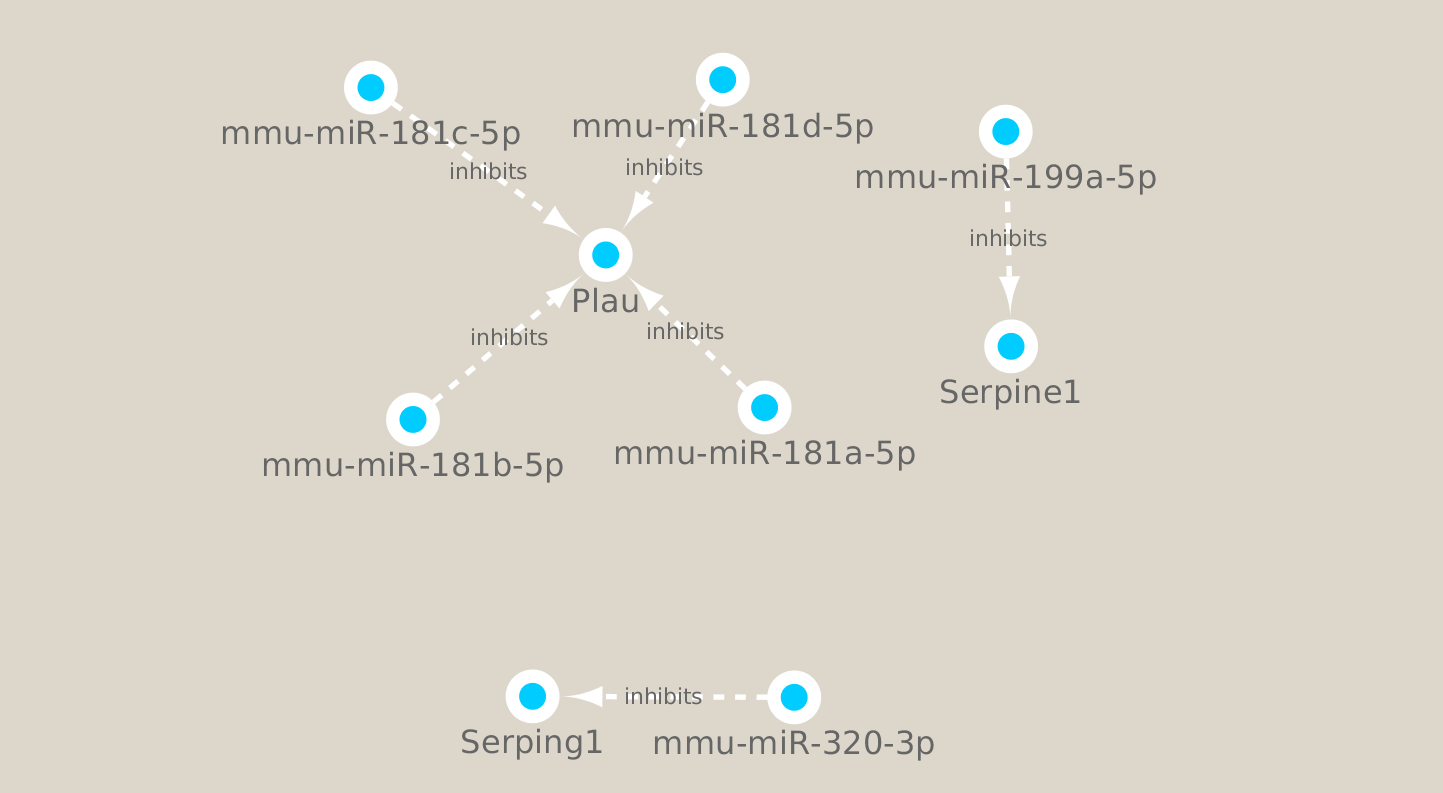 mmu-miR-181c-5p
mmu-miR-181d-5p
inhibits
inhibits
mmu-miR-199a-5p
inhibits
Plau
inhibits
inhibits
Serpine1
mmu-miR-181b-5p
mmu-miR-181a-5p
inhibits
Serping1
mmu-miR-320-3p